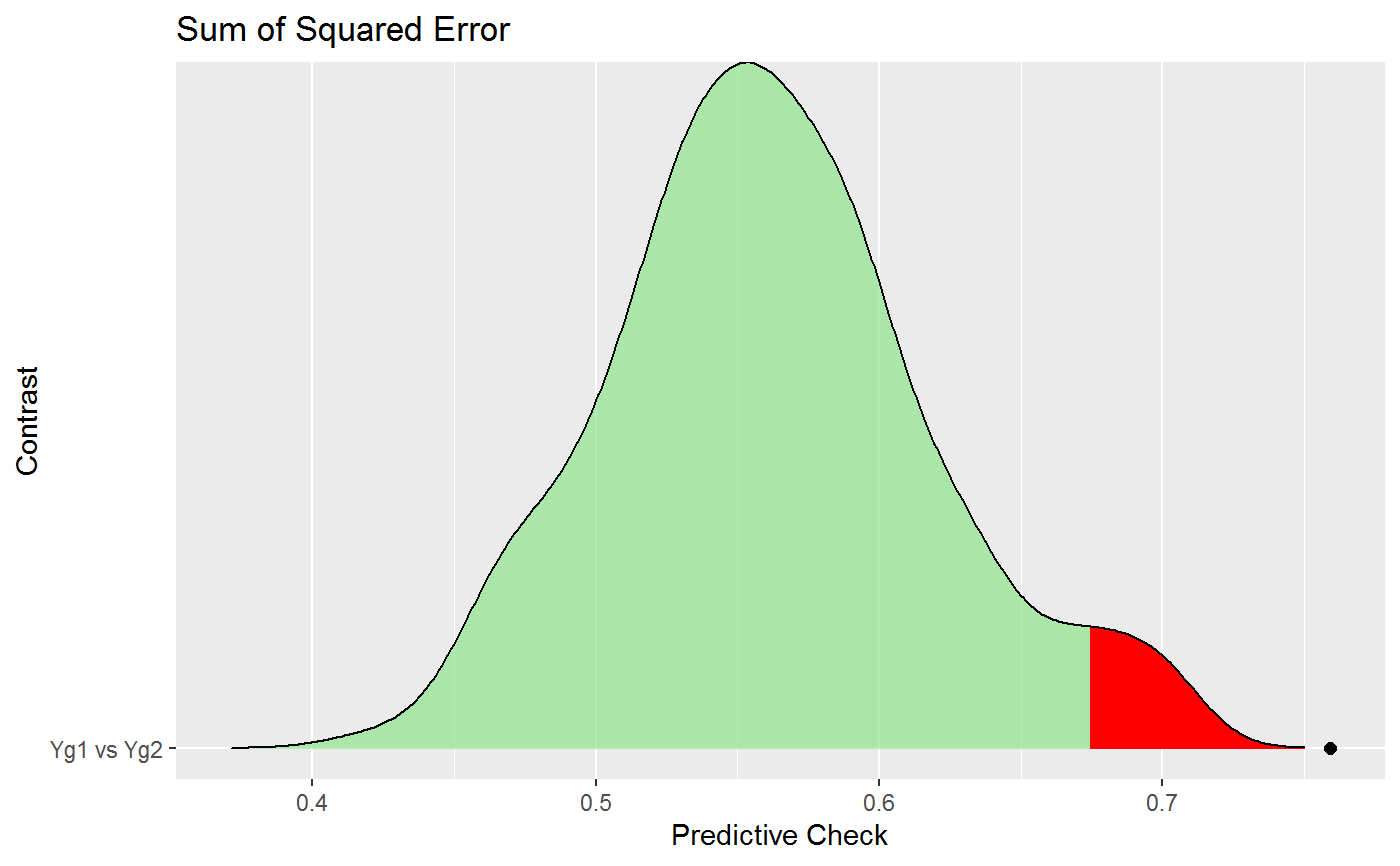 Sum of Squared Error
Contrast
Yg1 vs Yg2
0.4 0.5 0.6 0.7
Predictive Check